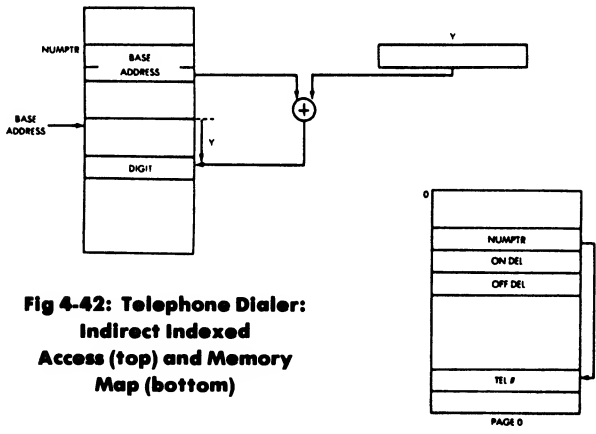 Y
NUMPTR
BASE
ADDRESS
+
BASE
ADDRESS
Y
DIGIT
0
NUMPTR
ON DEL
OFF DEL
TEL #
PAGE 0
Fig 4-42: Telephone Dialer:
Indirect Indexed
Access (top) and Memory
Map (bottom)